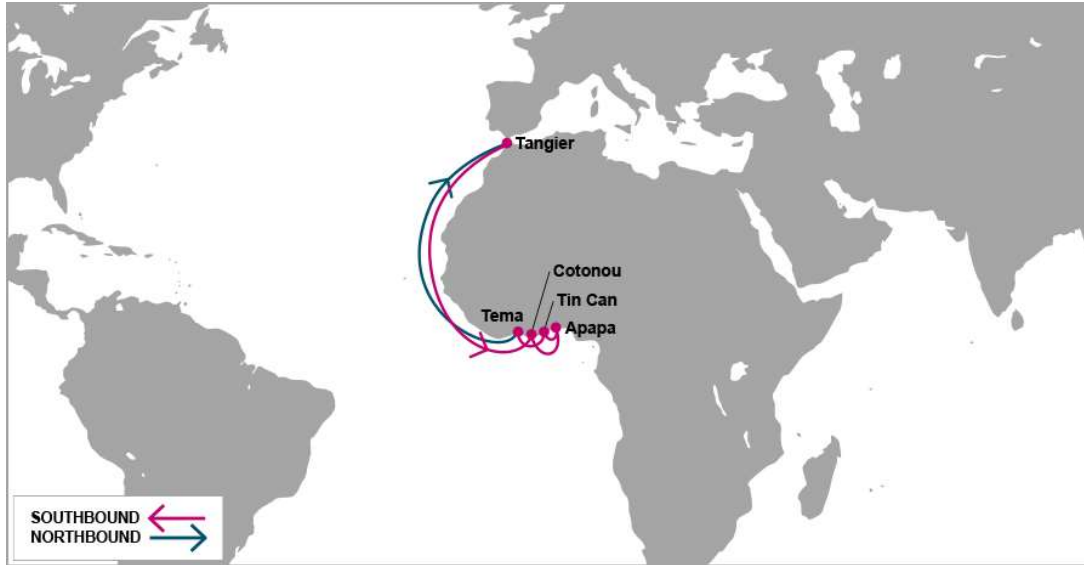 Tangier
Cotonou
Tin Can
Tema
Apapa
SOUTHBOUND
NORTHBOUND